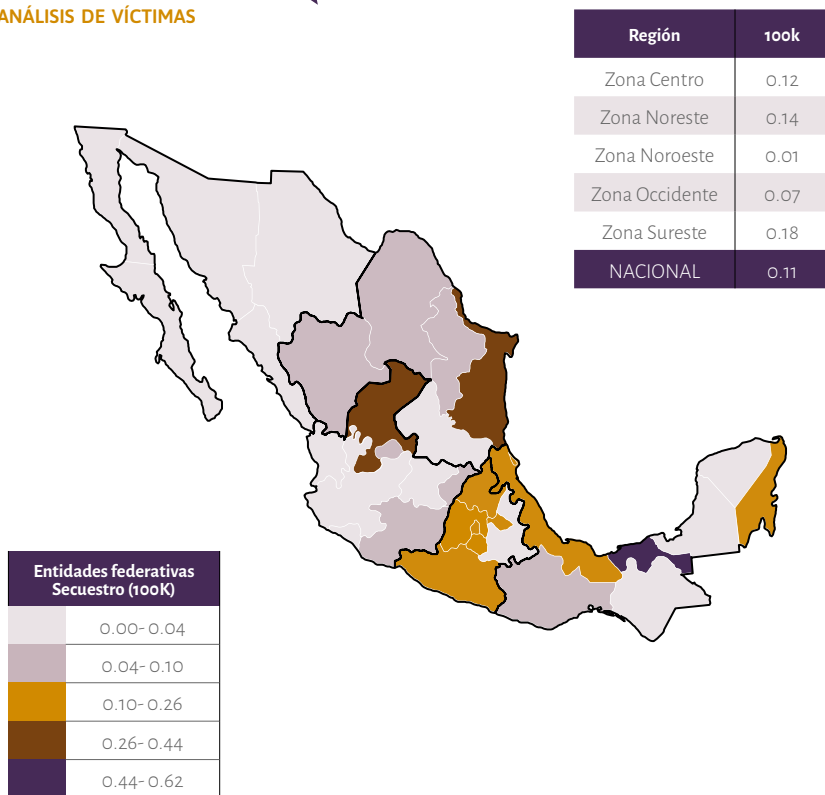 ANÁLISIS DE VÍCTIMAS
Región 100k
Zona Centro 0.12
Zona Noreste 0.14
Zona Noroeste 0.01
Zona Occidente 0.07
Zona Sureste 0.18
NACIONAL 0.11
Entidades federativas
Secuestro (100K)
0.00-0.04
0.04-0.10
0.10-0.26
0.26-0.44
0.44-0.62